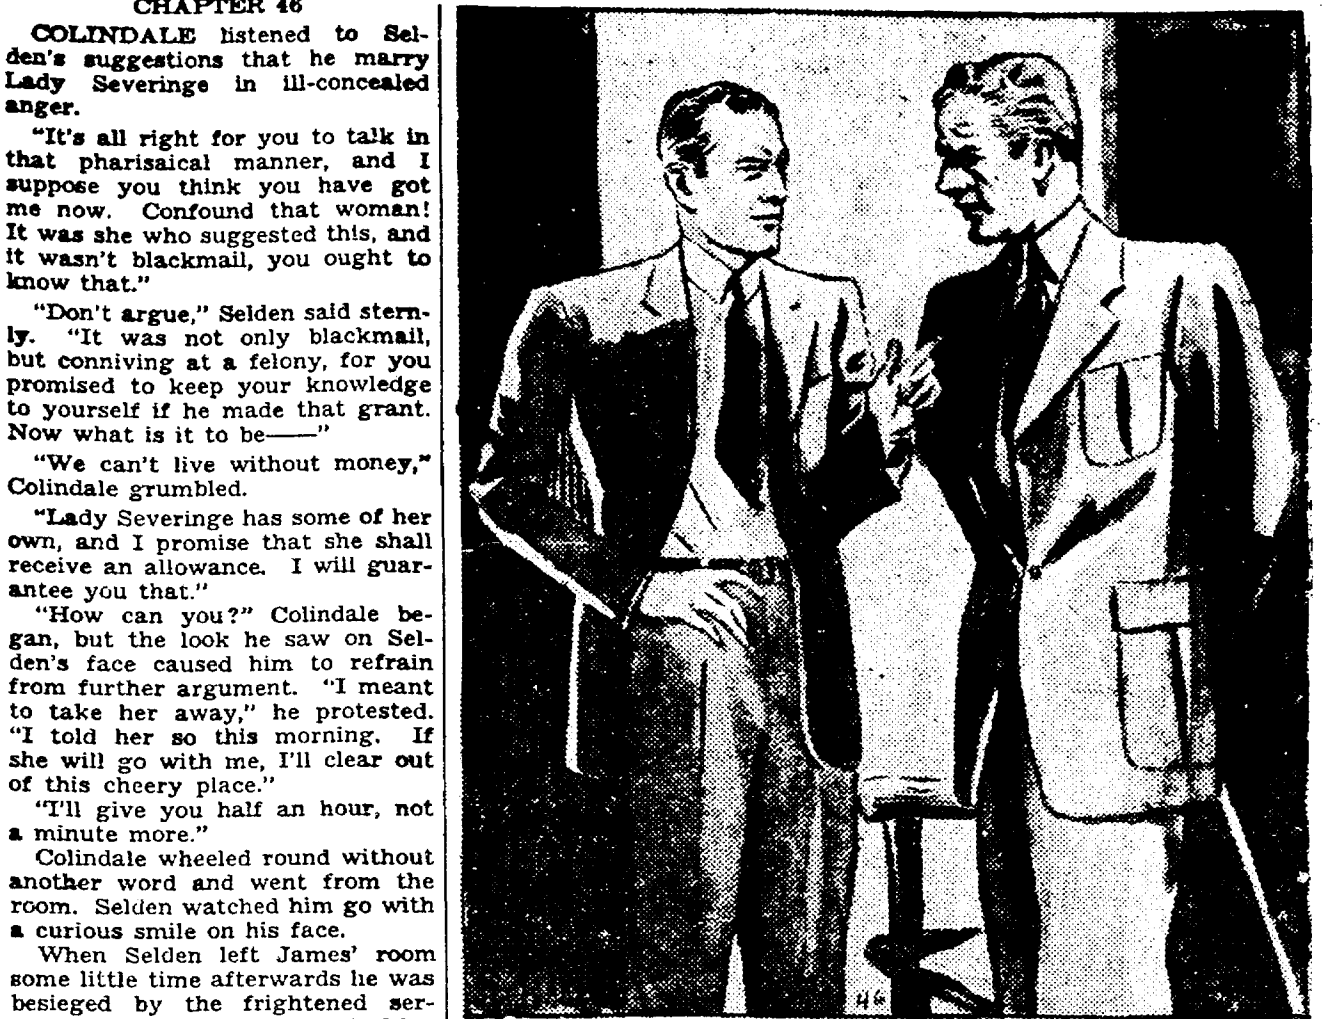 CHAPTER 46
COLINDALE listened to Sel-
den's suggestions that he marry
Lady Severinge in ill-concealed
anger.
"It's all right for you to talk in
that pharisaical manner, and I
suppose you think you have got
me now. Confound that woman!
It was she who suggested this, and
it wasn't blackmail, you ought to
know that."
"Don't argue," Selden said stern-
ly. "It was not only blackmail,
but conniving at a felony, for you
promised to keep your knowledge
to yourself if he made that grant.
Now what is it to be——"
"We can't live without money,"
Colindale grumbled.
"Lady Severinge has some of her
own, and I promise that she shall
receive an allowance. I will guar-
antee you that."
"How can you?" Colindale be-
gan, but the look he saw on Sel-
den's face caused him to refrain
from further argument. "I meant
to take her away," he protested.
"I told her so this morning. If
she will go with me, I'll clear out
of this cheery place."
"I'll give you half an hour, not
a minute more."
Colindale wheeled round without
another word and went from the
room. Selden watched him go with
a curious smile on his face.
When Selden left James' room
some little time afterwards he was
besieged by the frightened ser-
46